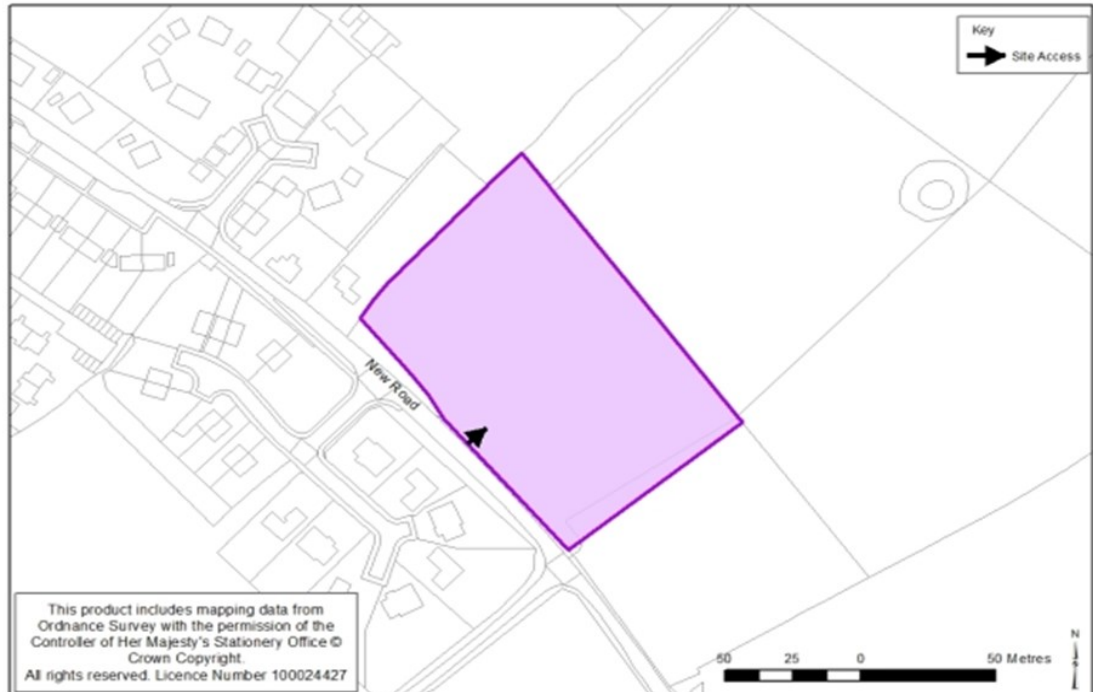 Key
Site Access
New Road
This product includes mapping data from
Ordnance Survey with the permission of the
Controller of Her Majesty's Stationery Office ©
Crown Copyright.
All rights reserved. Licence Number 100024427
50 25 0 50 Metres
N